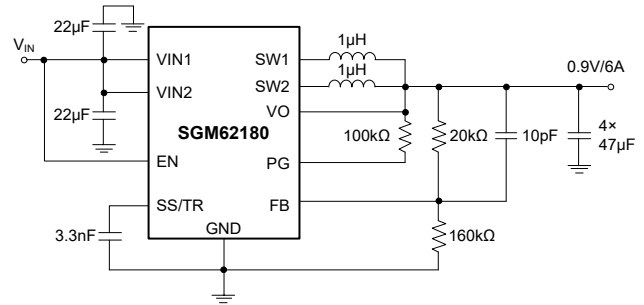 22μF
V_IN
22μF
3.3nF
VIN1
VIN2
EN
SS/TR
SGM62180
GND
SW1
SW2
VO
PG
FB
1μH
1μH
100kΩ
20kΩ
10pF
160kΩ
0.9V/6A
4×
47μF